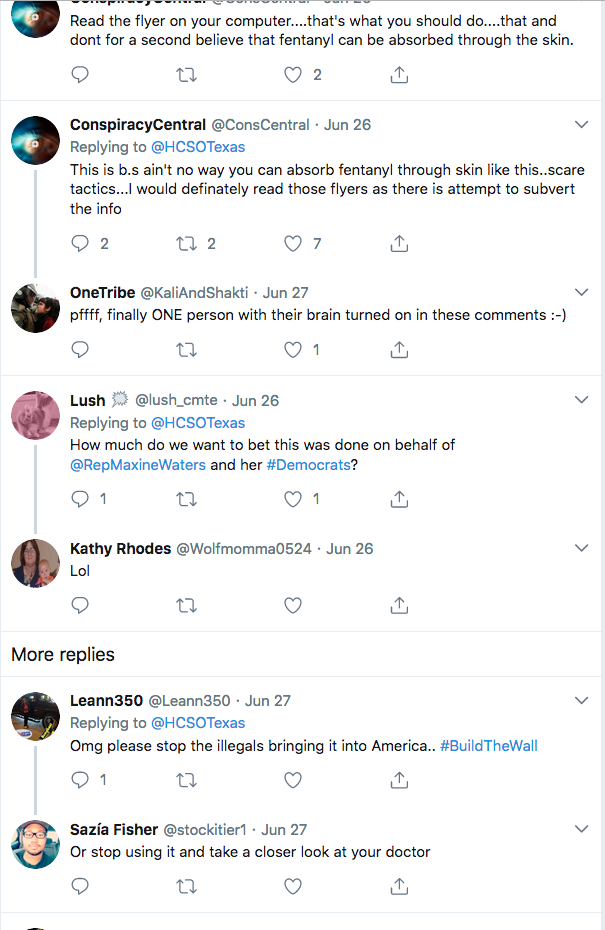 Read the flyer on your computer....that's what you should do....that and
dont for a second believe that fentanyl can be absorbed through the skin.
2
ConspiracyCentral @ConsCentral · Jun 26
Replying to @HCSOTexas
This is b.s ain't no way you can absorb fentanyl through skin like this..scare
tactics...I would definately read those flyers as there is attempt to subvert
the info
2 2 7
OneTribe @KaliAndShakti · Jun 27
pffff, finally ONE person with their brain turned on in these comments :-)
1
Lush @lush_cmte · Jun 26
Replying to @HCSOTexas
How much do we want to bet this was done on behalf of
@RepMaxineWaters and her #Democrats?
1 1
Kathy Rhodes @Wolfmomma0524 · Jun 26
Lol
More replies
Leann350 @Leann350 · Jun 27
Replying to @HCSOTexas
Omg please stop the illegals bringing it into America.. #BuildTheWall
1
Sazía Fisher @stockitier1 · Jun 27
Or stop using it and take a closer look at your doctor